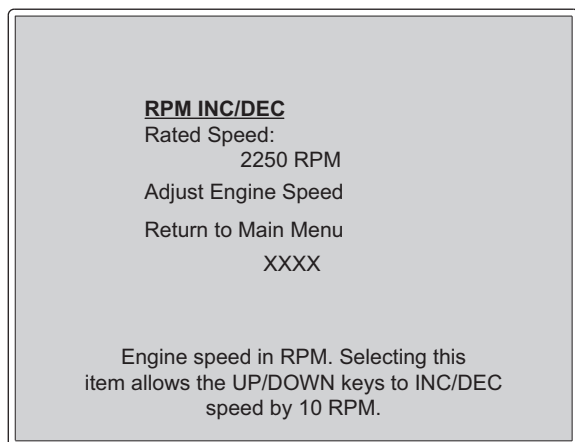 RPM INC/DEC
Rated Speed:
2250 RPM
Adjust Engine Speed
Return to Main Menu
XXXX
Engine speed in RPM. Selecting this
item allows the UP/DOWN keys to INC/DEC
speed by 10 RPM.